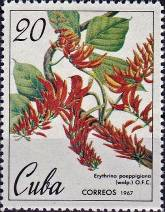 20
Erythrina poeppigiana
(walp.) O.F.C.
Cuba
CORREOS 1967